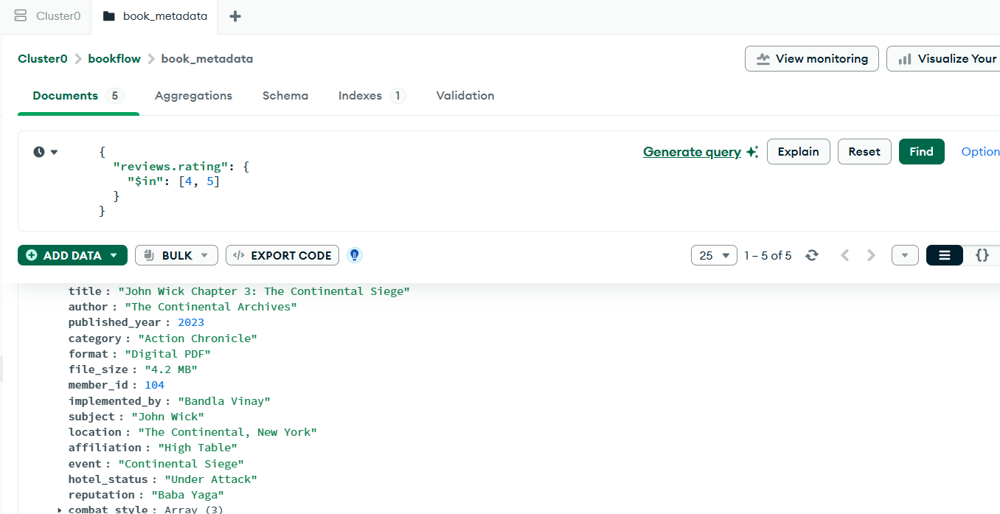 Cluster0 book_metadata
Cluster0 > bookflow > book_metadata View monitoring Visualize Your
Documents 5 Aggregations Schema Indexes 1 Validation
{ Generate query Explain Reset Find Option
"reviews.rating": {
"$in": [4, 5]
}
}
ADD DATA BULK </> EXPORT CODE 25 1 – 5 of 5 {}
title : "John Wick Chapter 3: The Continental Siege"
author : "The Continental Archives"
published_year : 2023
category : "Action Chronicle"
format : "Digital PDF"
file_size : "4.2 MB"
member_id : 104
implemented_by : "Bandla Vinay"
subject : "John Wick"
location : "The Continental, New York"
affiliation : "High Table"
event : "Continental Siege"
hotel_status : "Under Attack"
reputation : "Baba Yaga"
combat_style : Array (3)